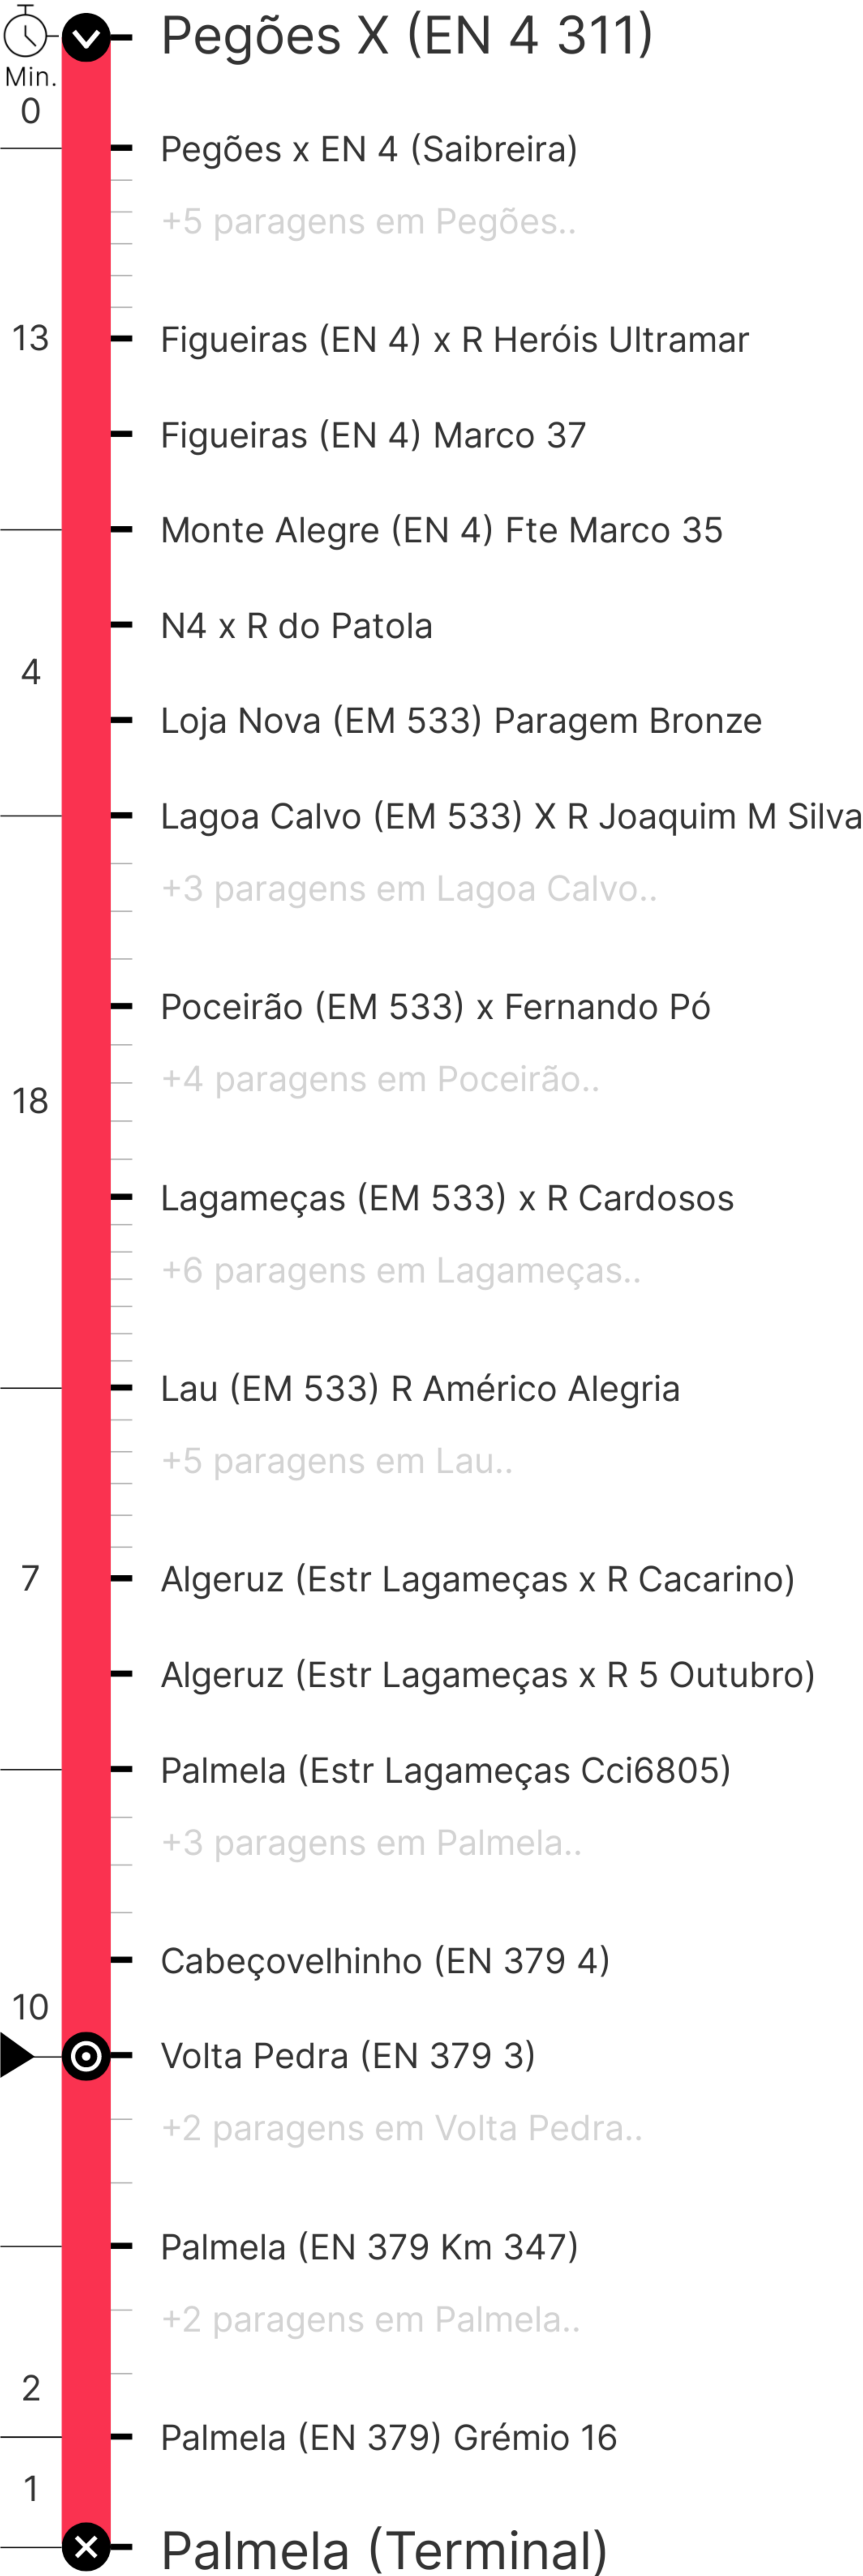 Pegões X (EN 4 311)
Min.
0
Pegões x EN 4 (Saibreira)
+5 paragens em Pegões..
13
Figueiras (EN 4) x R Heróis Ultramar
Figueiras (EN 4) Marco 37
Monte Alegre (EN 4) Fte Marco 35
N4 x R do Patola
4
Loja Nova (EM 533) Paragem Bronze
Lagoa Calvo (EM 533) X R Joaquim M Silva
+3 paragens em Lagoa Calvo..
Poceirão (EM 533) x Fernando Pó
+4 paragens em Poceirão..
18
Lagameças (EM 533) x R Cardosos
+6 paragens em Lagameças..
Lau (EM 533) R Américo Alegria
+5 paragens em Lau..
7
Algeruz (Estr Lagameças x R Cacarino)
Algeruz (Estr Lagameças x R 5 Outubro)
Palmela (Estr Lagameças Cci6805)
+3 paragens em Palmela..
Cabeçovelhinho (EN 379 4)
10
Volta Pedra (EN 379 3)
+2 paragens em Volta Pedra..
Palmela (EN 379 Km 347)
+2 paragens em Palmela..
2
Palmela (EN 379) Grémio 16
1
Palmela (Terminal)